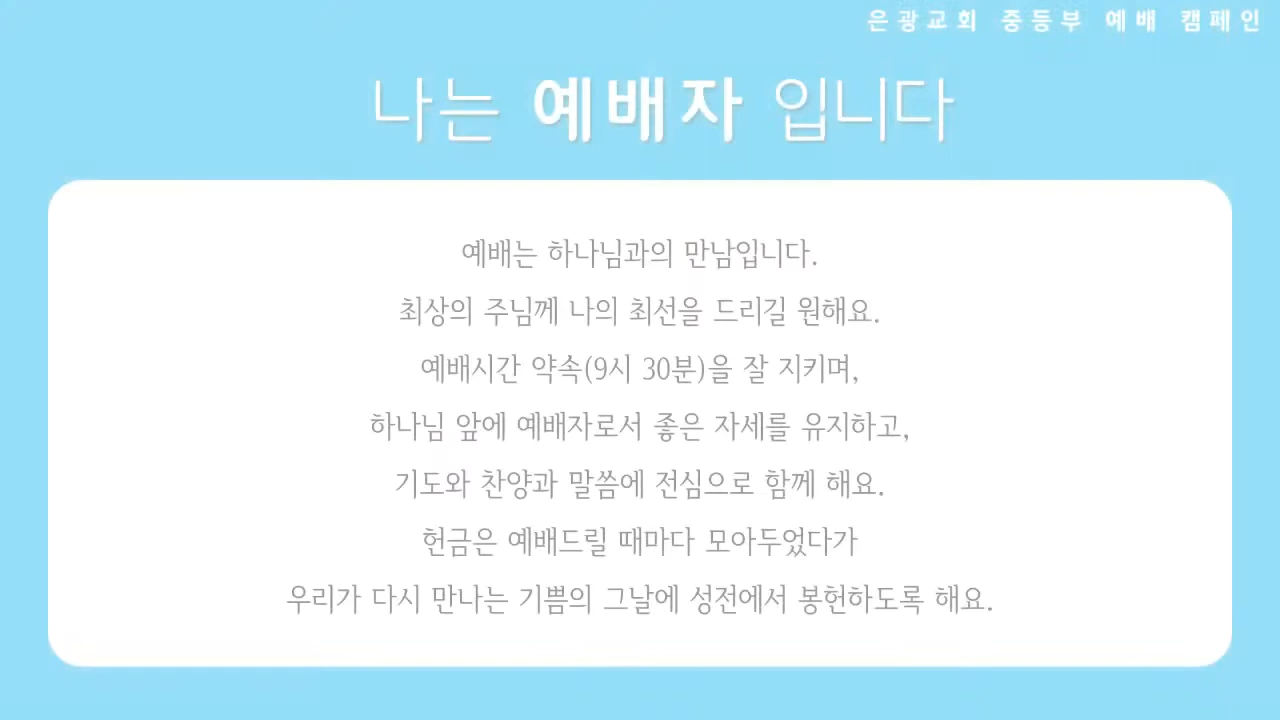 은광교회 중등부 예배 캠페인
나는 예배자 입니다
예배는 하나님과의 만남입니다.
최상의 주님께 나의 최선을 드리길 원해요.
예배시간 약속(9시 30분)을 잘 지키며,
하나님 앞에 예배자로서 좋은 자세를 유지하고,
기도와 찬양과 말씀에 전심으로 함께 해요.
헌금은 예배드릴 때마다 모아두었다가
우리가 다시 만나는 기쁨의 그날에 성전에서 봉헌하도록 해요.